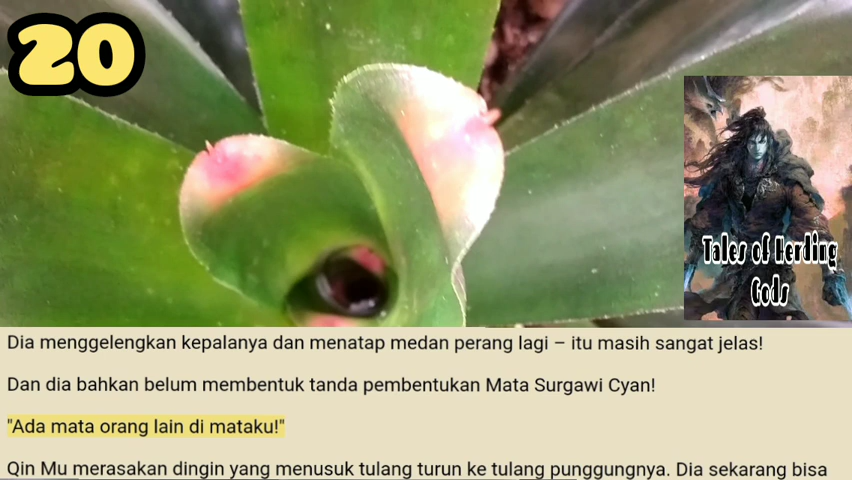 20
Tales of Herding
Gods
Dia menggelengkan kepalanya dan menatap medan perang lagi – itu masih sangat jelas!
Dan dia bahkan belum membentuk tanda pembentukan Mata Surgawi Cyan!
"Ada mata orang lain di mataku!"
Qin Mu merasakan dingin yang menusuk tulang turun ke tulang punggungnya. Dia sekarang bisa